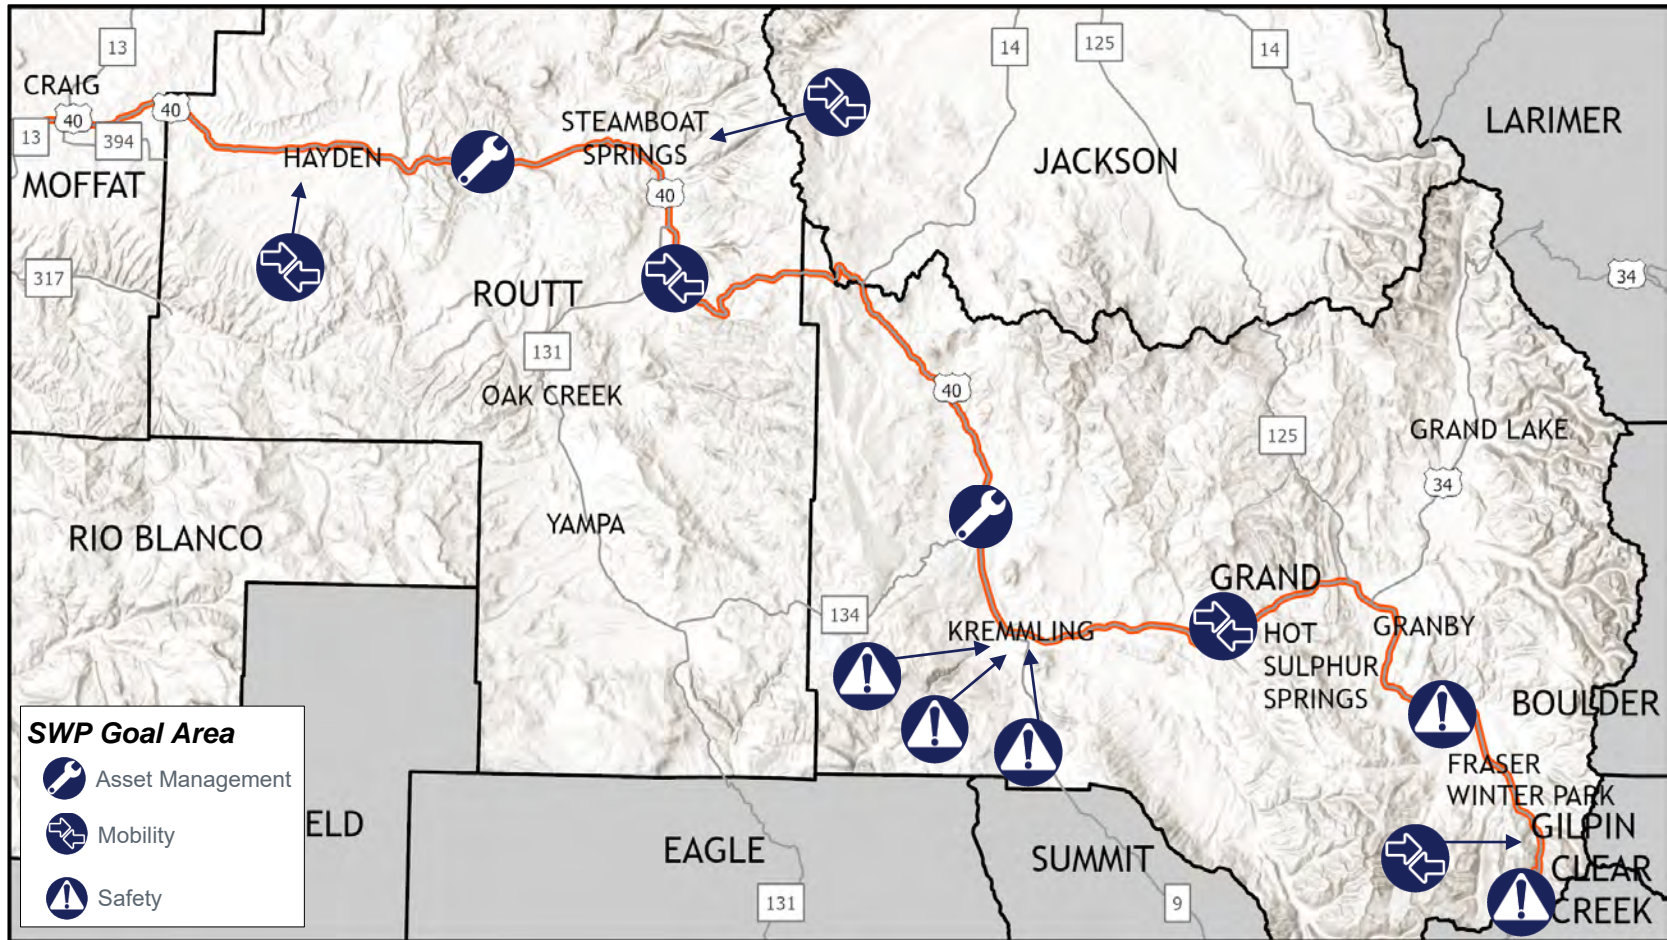 13
14
125
14
CRAIG
40
40
13
394
MOFFAT
HAYDEN
STEAMBOAT
SPRINGS
40
JACKSON
LARIMER
317
ROUTT
34
131
OAK CREEK
40
125
GRAND LAKE
34
RIO BLANCO
YAMPA
134
KREMMLING
GRAND
HOT
SULPHUR
SPRINGS
GRANBY
BOULDER
FRASER
WINTER PARK
GILPIN
CLEAR
CREEK
SWP Goal Area
Asset Management
Mobility
Safety
ELD
EAGLE
SUMMIT
131
9